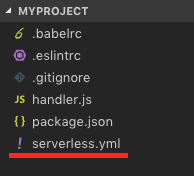 MYPROJECT
.babelrc
.eslintrc
.gitignore
JS handler.js
{ } package.json
! serverless.yml